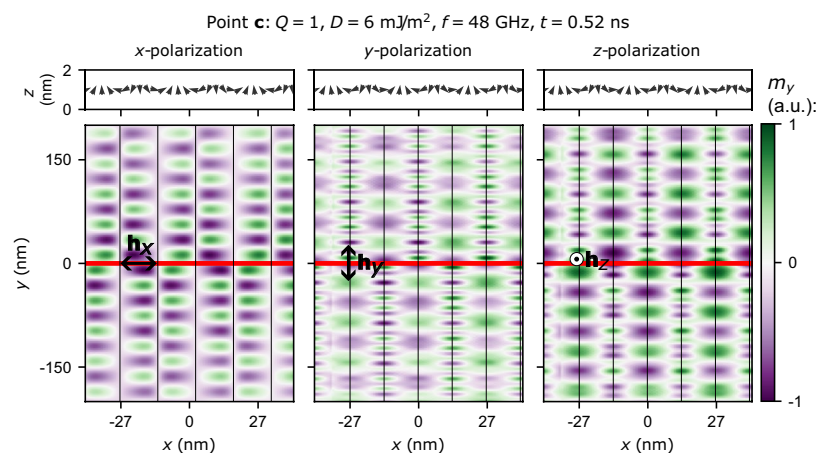 Point c: Q = 1, D = 6 mJ/m², f = 48 GHz, t = 0.52 ns
x-polarization
y-polarization
z-polarization
z
(nm)
2
0
m_y
(a.u.):
1
0
-1
y (nm)
150
0
-150
h_x
h_y
h_z
-27
0
27
-27
0
27
-27
0
27
x (nm)
x (nm)
x (nm)